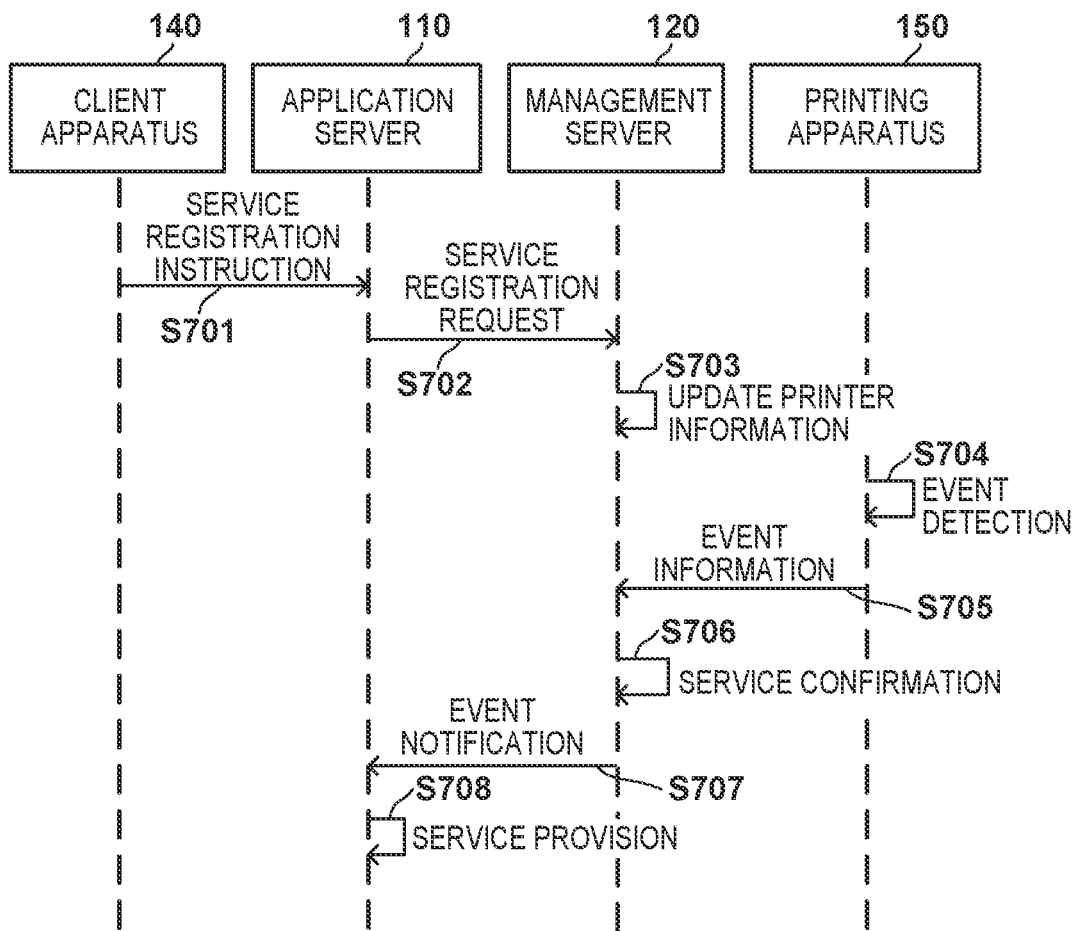 140
110
120
150
CLIENT
APPARATUS
APPLICATION
SERVER
MANAGEMENT
SERVER
PRINTING
APPARATUS
SERVICE
REGISTRATION
INSTRUCTION
S701
SERVICE
REGISTRATION
REQUEST
S702
S703
UPDATE PRINTER
INFORMATION
S704
EVENT
DETECTION
EVENT
INFORMATION
S705
S706
SERVICE CONFIRMATION
EVENT
NOTIFICATION
S707
S708
SERVICE PROVISION